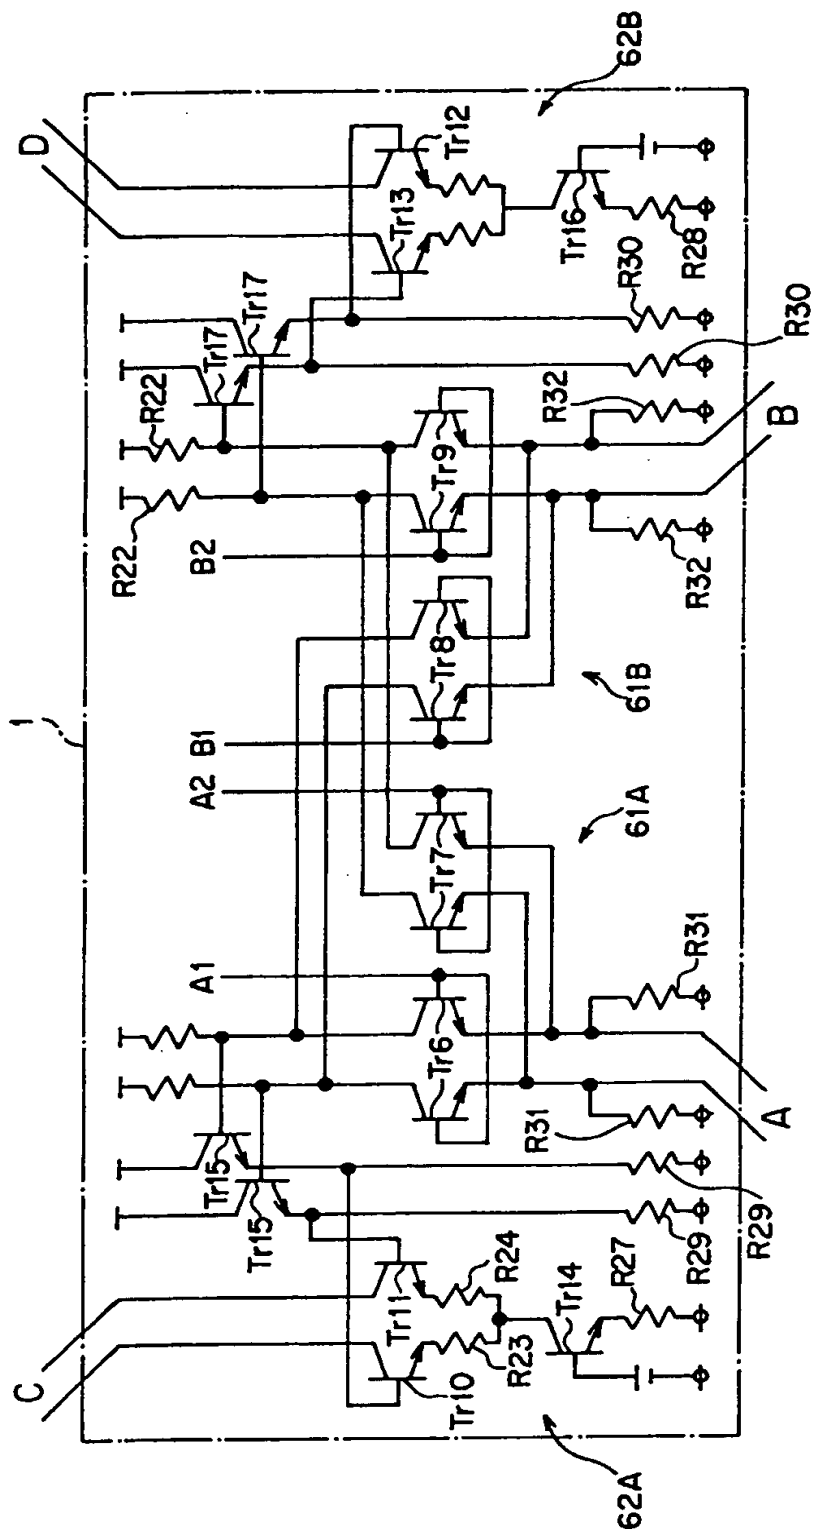 62A
62B
1
C
D
A
B
61A
61B
A1
A2
B1
B2
Tr10
Tr11
Tr15
Tr15
Tr14
Tr6
Tr7
Tr8
Tr9
Tr17
Tr17
Tr13
Tr12
Tr16
R22
R22
R23
R24
R27
R29
R29
R31
R31
R32
R32
R30
R30
R28